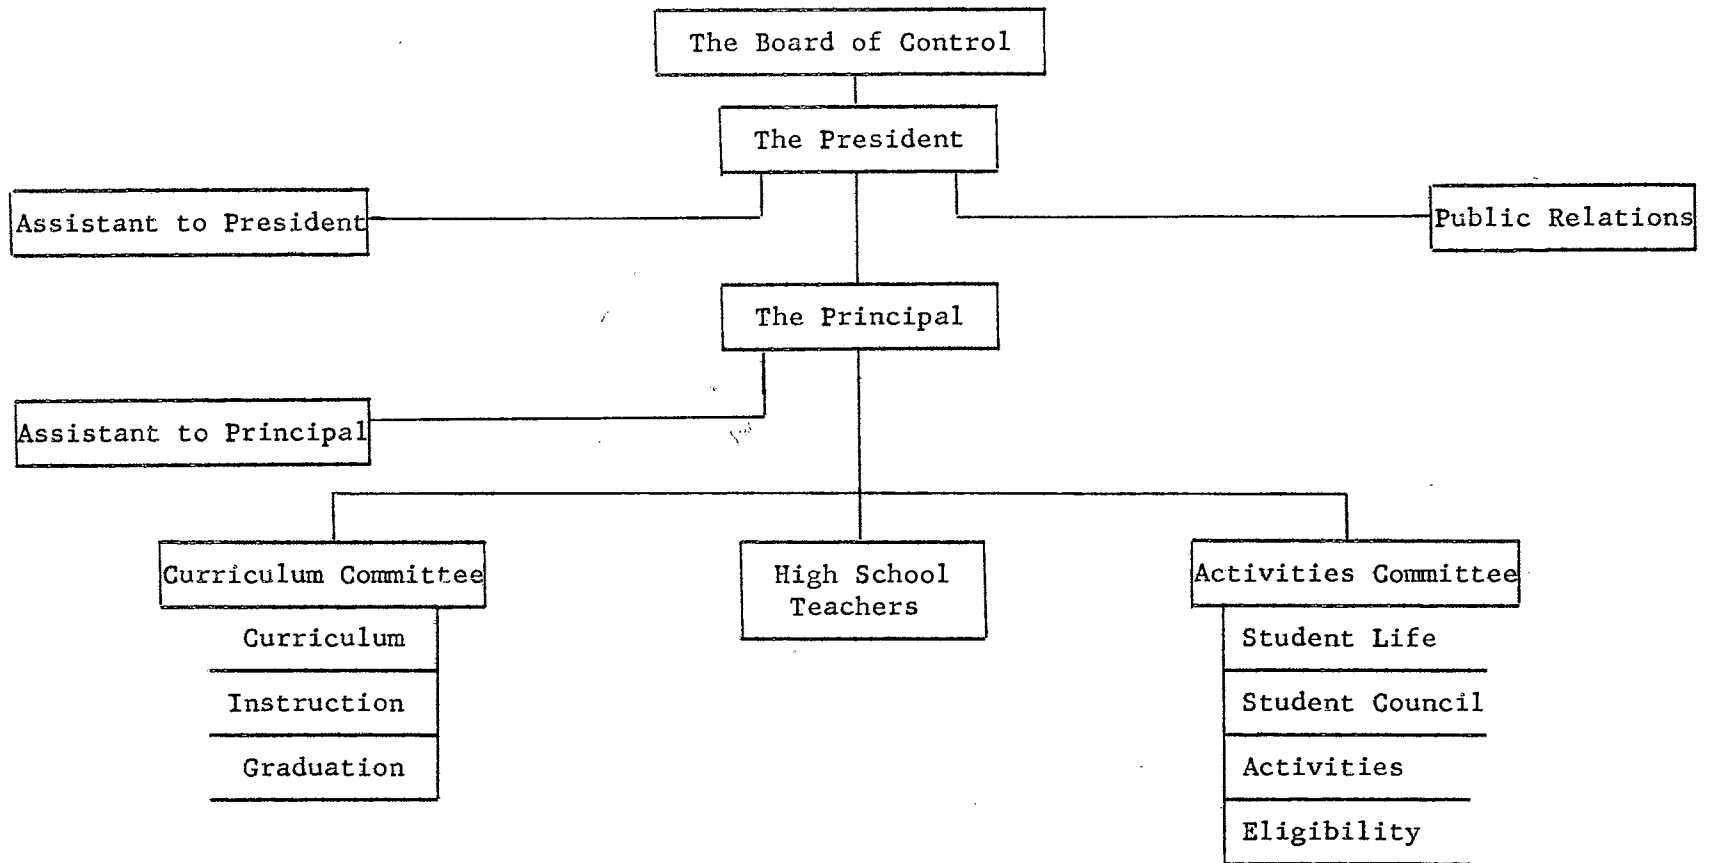 The Board of Control
The President
Assistant to President
Public Relations
The Principal
Assistant to Principal
Curriculum Committee
High School
Teachers
Activities Committee
Curriculum
Instruction
Graduation
Student Life
Student Council
Activities
Eligibility